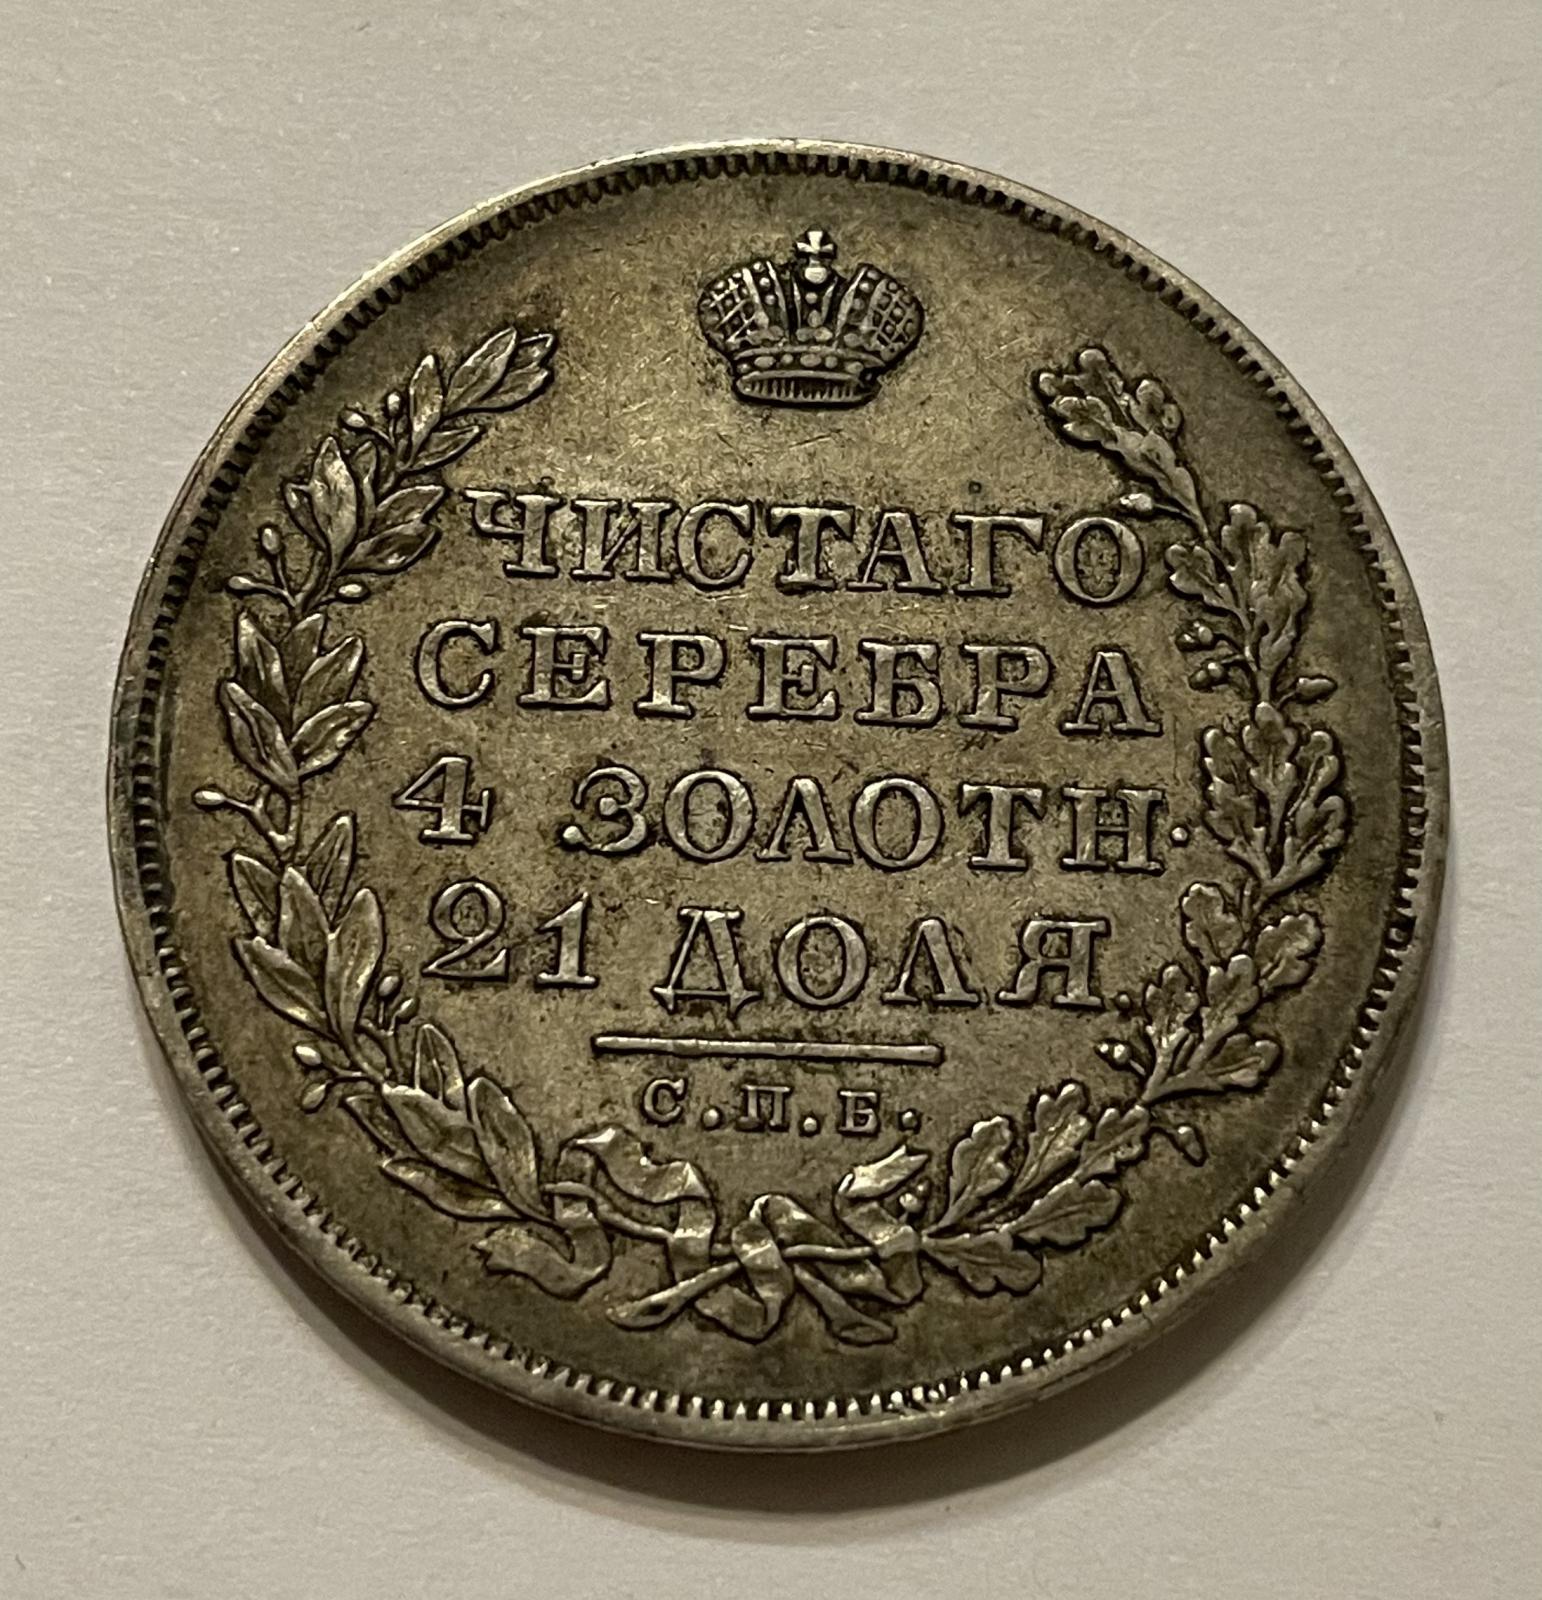 ЧИСТАГО
СЕРЕБРА
4 ЗОЛОТН.
21 ДОЛЯ
С.П.Б.